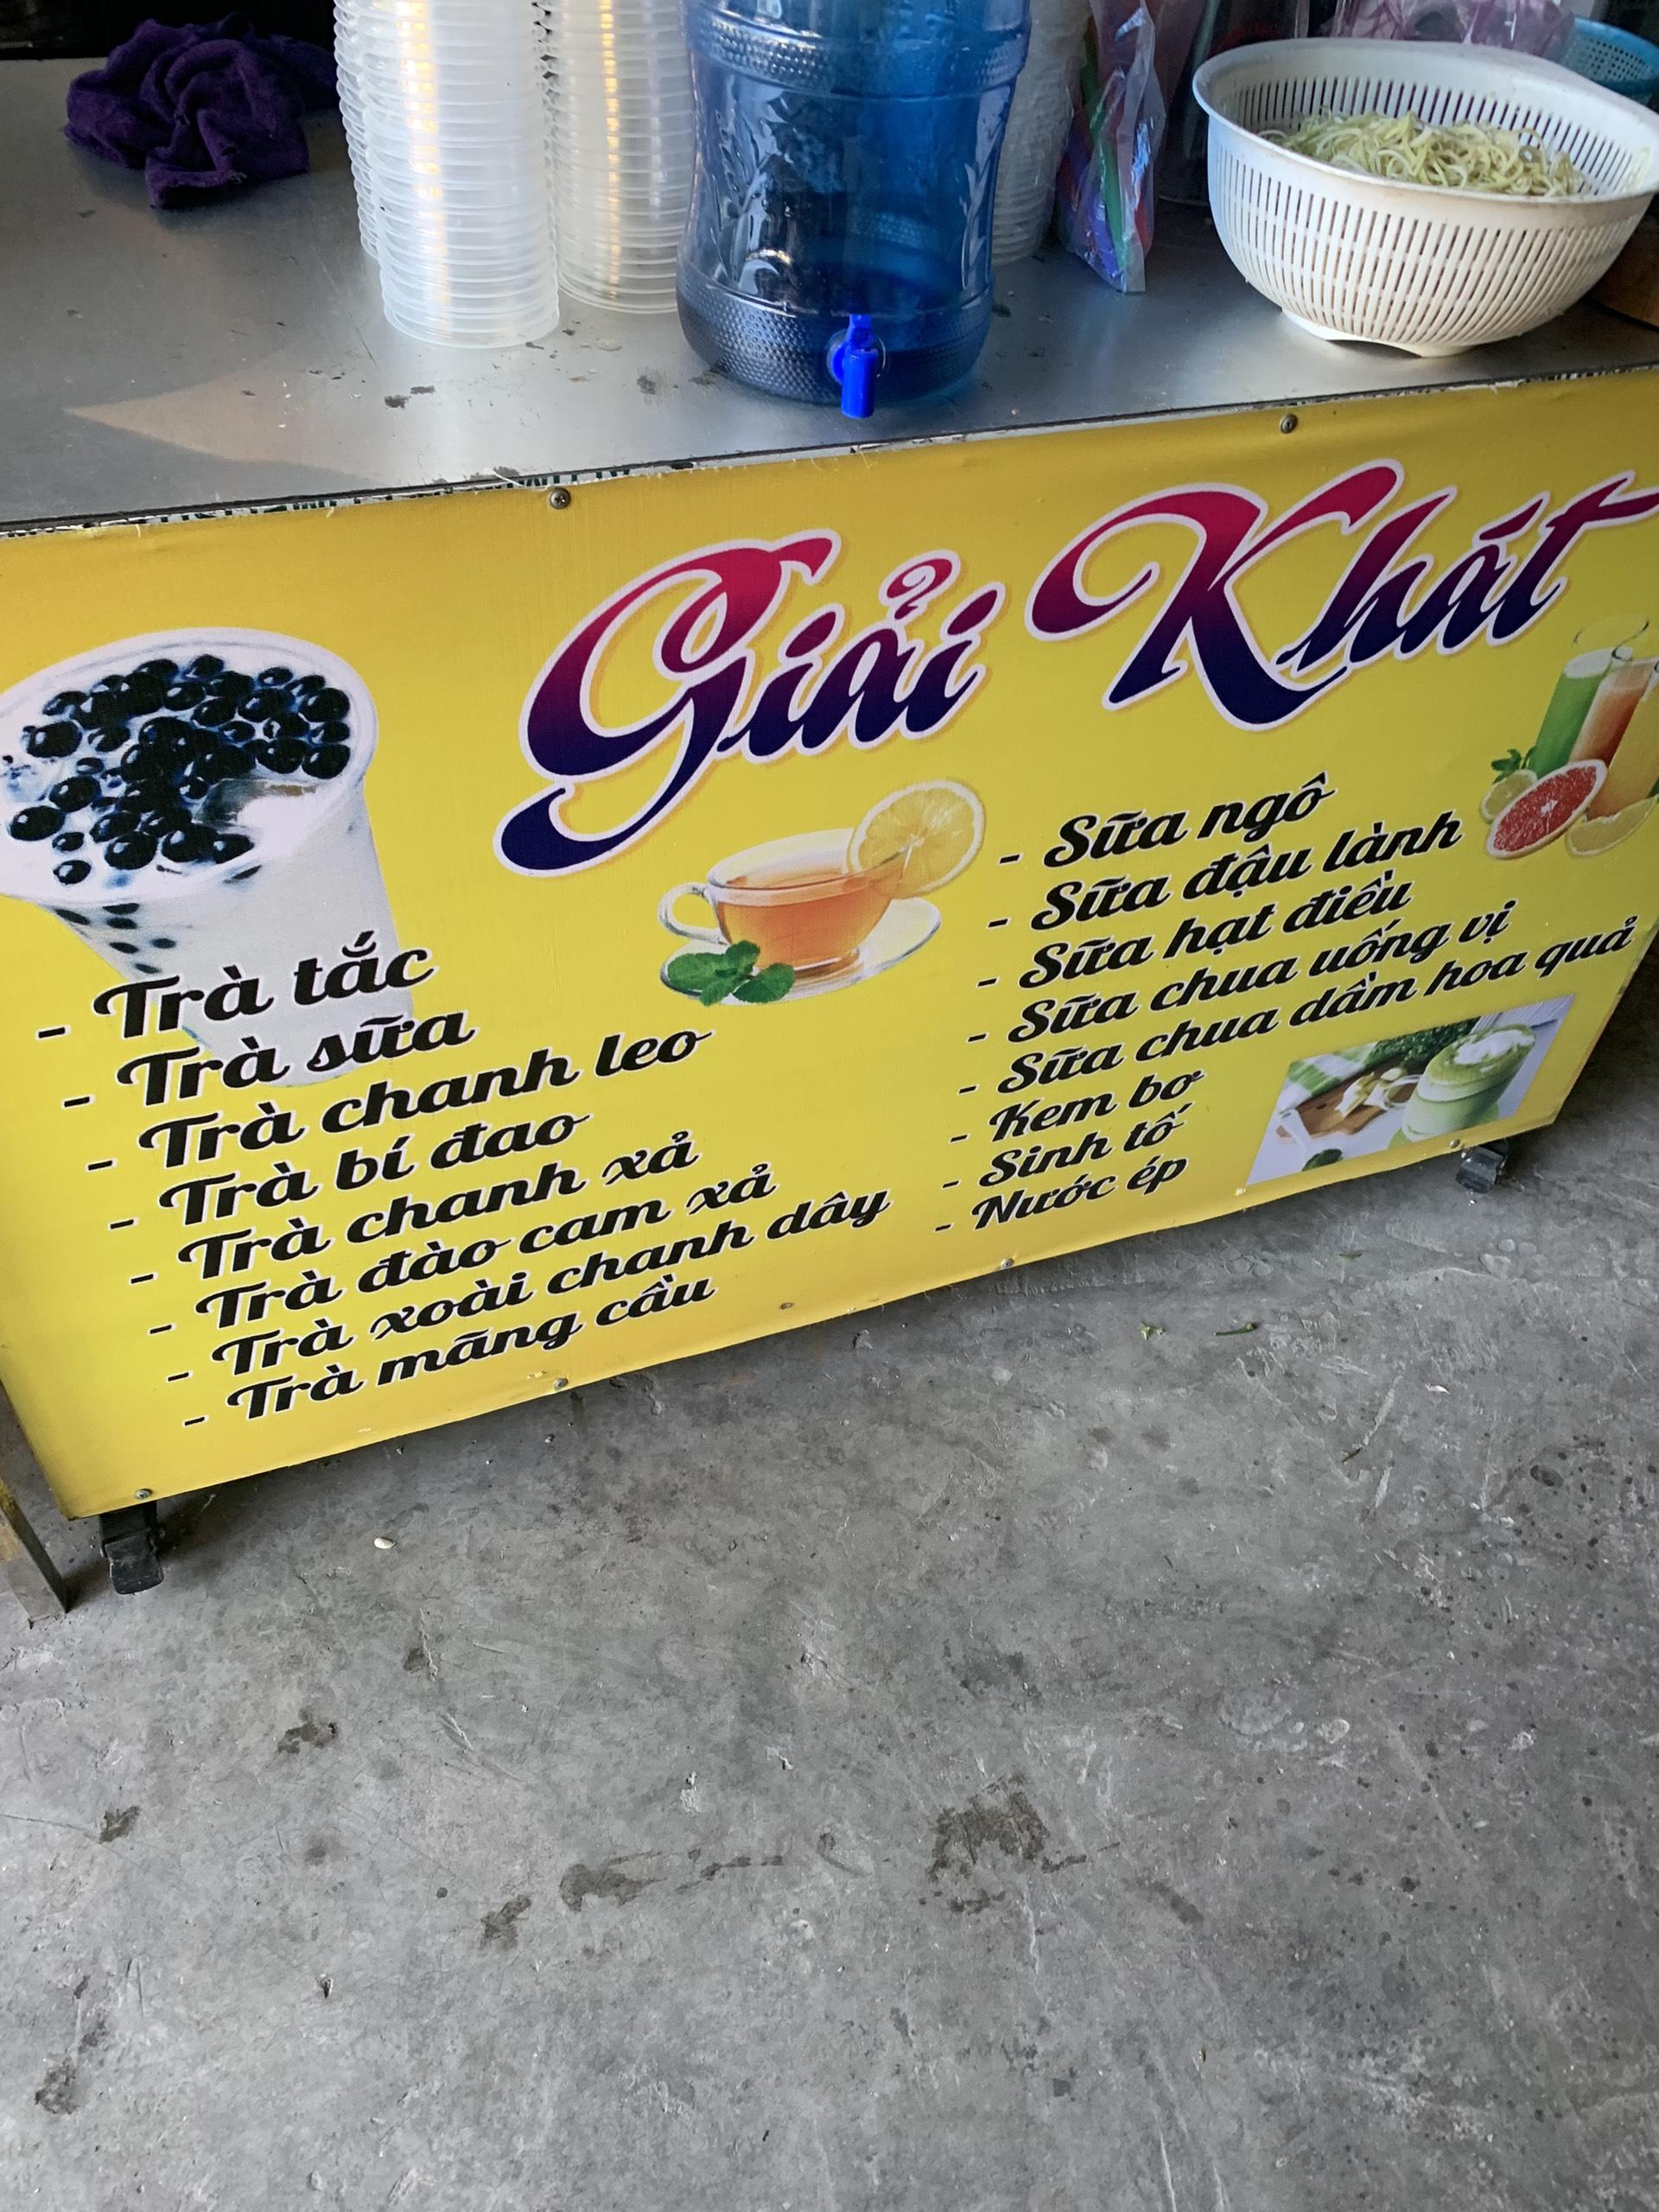 Giải Khát
- Trà tắc
- Trà sữa
- Trà chanh leo
- Trà bí đao
- Trà chanh xả
- Trà đào cam xả
- Trà xoài chanh dây
- Trà mãng cầu
- Sữa ngô
- Sữa đậu lành
- Sữa hạt điều
- Sữa chua uống vị
- Sữa chua dầm hoa quả
- Kem bơ
- Sinh tố
- Nước ép